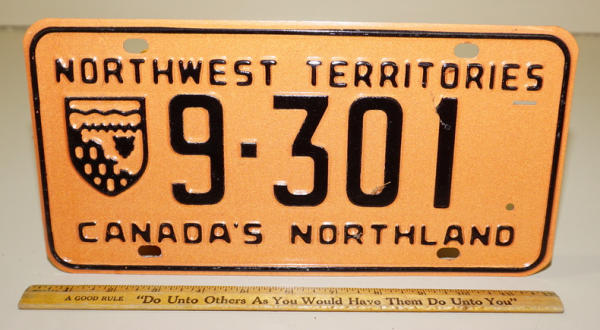 NORTHWEST TERRITORIES
9-301
CANADA'S NORTHLAND
A GOOD RULE "Do Unto Others As You Would Have Them Do Unto You"